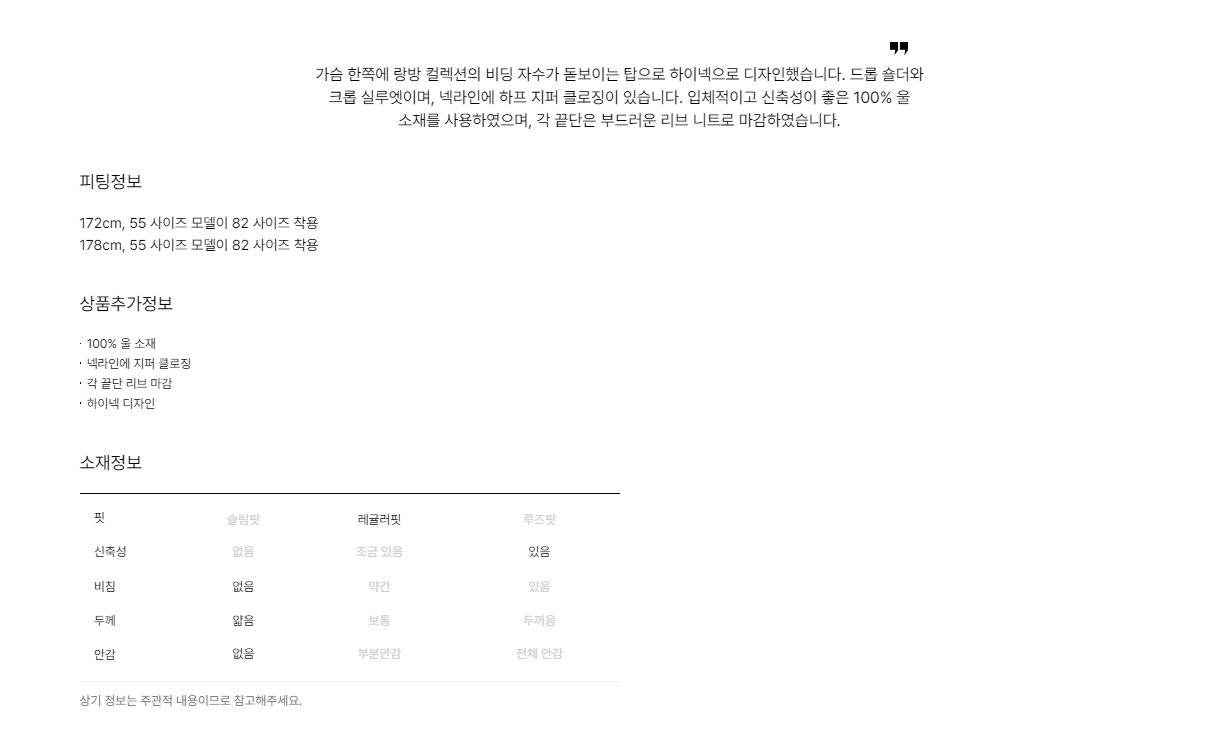 ❞
가슴 한쪽에 랑방 컬렉션의 비딩 자수가 돋보이는 탑으로 하이넥으로 디자인했습니다. 드롭 숄더와
크롭 실루엣이며, 넥라인에 하프 지퍼 클로징이 있습니다. 입체적이고 신축성이 좋은 100% 울
소재를 사용하였으며, 각 끝단은 부드러운 리브 니트로 마감하였습니다.
피팅정보
172cm, 55 사이즈 모델이 82 사이즈 착용
178cm, 55 사이즈 모델이 82 사이즈 착용
상품추가정보
· 100% 울 소재
· 넥라인에 지퍼 클로징
· 각 끝단 리브 마감
· 하이넥 디자인
소재정보
핏 슬림핏 레귤러핏 루즈핏
신축성 없음 조금 있음 있음
비침 없음 약간 있음
두께 얇음 보통 두꺼움
안감 없음 부분안감 전체 안감
상기 정보는 주관적 내용이므로 참고해주세요.